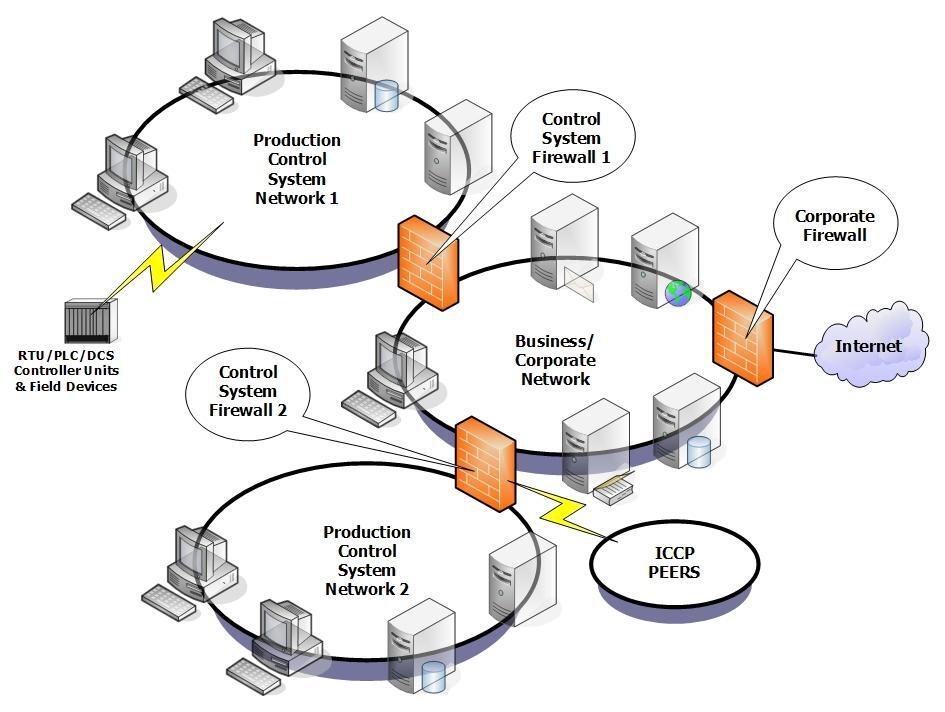 Production
Control
System
Network 1
Control
System
Firewall 1
Corporate
Firewall
RTU/PLC/DCS
Controller Units
& Field Devices
Business/
Corporate
Network
Internet
Control
System
Firewall 2
Production
Control
System
Network 2
ICCP
PEERS